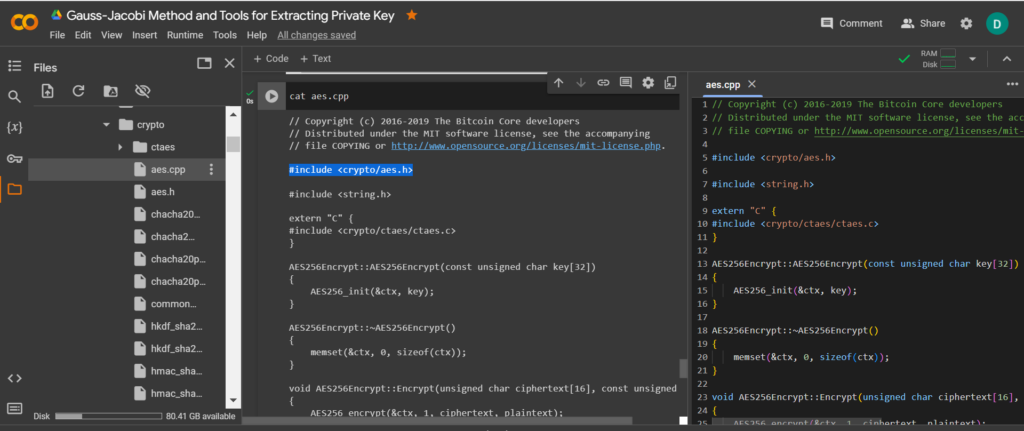 Gauss-Jacobi Method and Tools for Extracting Private Key
Comment
Share
D
File Edit View Insert Runtime Tools Help All changes saved
Files
+ Code + Text
RAM
Disk
crypto
ctaes
aes.cpp
aes.h
chacha20...
chacha2...
chacha20p...
chacha20p...
common...
hkdf_sha2...
hkdf_sha2...
hmac_sha...
hmac_sha...
Disk 80.41 GB available
0s
cat aes.cpp
// Copyright (c) 2016-2019 The Bitcoin Core developers
// Distributed under the MIT software license, see the accompanying
// file COPYING or http://www.opensource.org/licenses/mit-license.php.
#include <crypto/aes.h>
#include <string.h>
extern "C" {
#include <crypto/ctaes/ctaes.c>
}
AES256Encrypt::AES256Encrypt(const unsigned char key[32])
{
AES256_init(&ctx, key);
}
AES256Encrypt::~AES256Encrypt()
{
memset(&ctx, 0, sizeof(ctx));
}
void AES256Encrypt::Encrypt(unsigned char ciphertext[16], const unsigned
{
AES256_encrypt(&ctx, 1, ciphertext, plaintext);
aes.cpp
1 // Copyright (c) 2016-2019 The Bitcoin Core developers
2 // Distributed under the MIT software license, see the acc
3 // file COPYING or http://www.opensource.org/licenses/mit-
4
5 #include <crypto/aes.h>
6
7 #include <string.h>
8
9 extern "C" {
10 #include <crypto/ctaes/ctaes.c>
11 }
12
13 AES256Encrypt::AES256Encrypt(const unsigned char key[32])
14 {
15 AES256_init(&ctx, key);
16 }
17
18 AES256Encrypt::~AES256Encrypt()
19 {
20 memset(&ctx, 0, sizeof(ctx));
21 }
22
23 void AES256Encrypt::Encrypt(unsigned char ciphertext[16],
24 {
25 AES256_encrypt(&ctx, 1, ciphertext, plaintext);